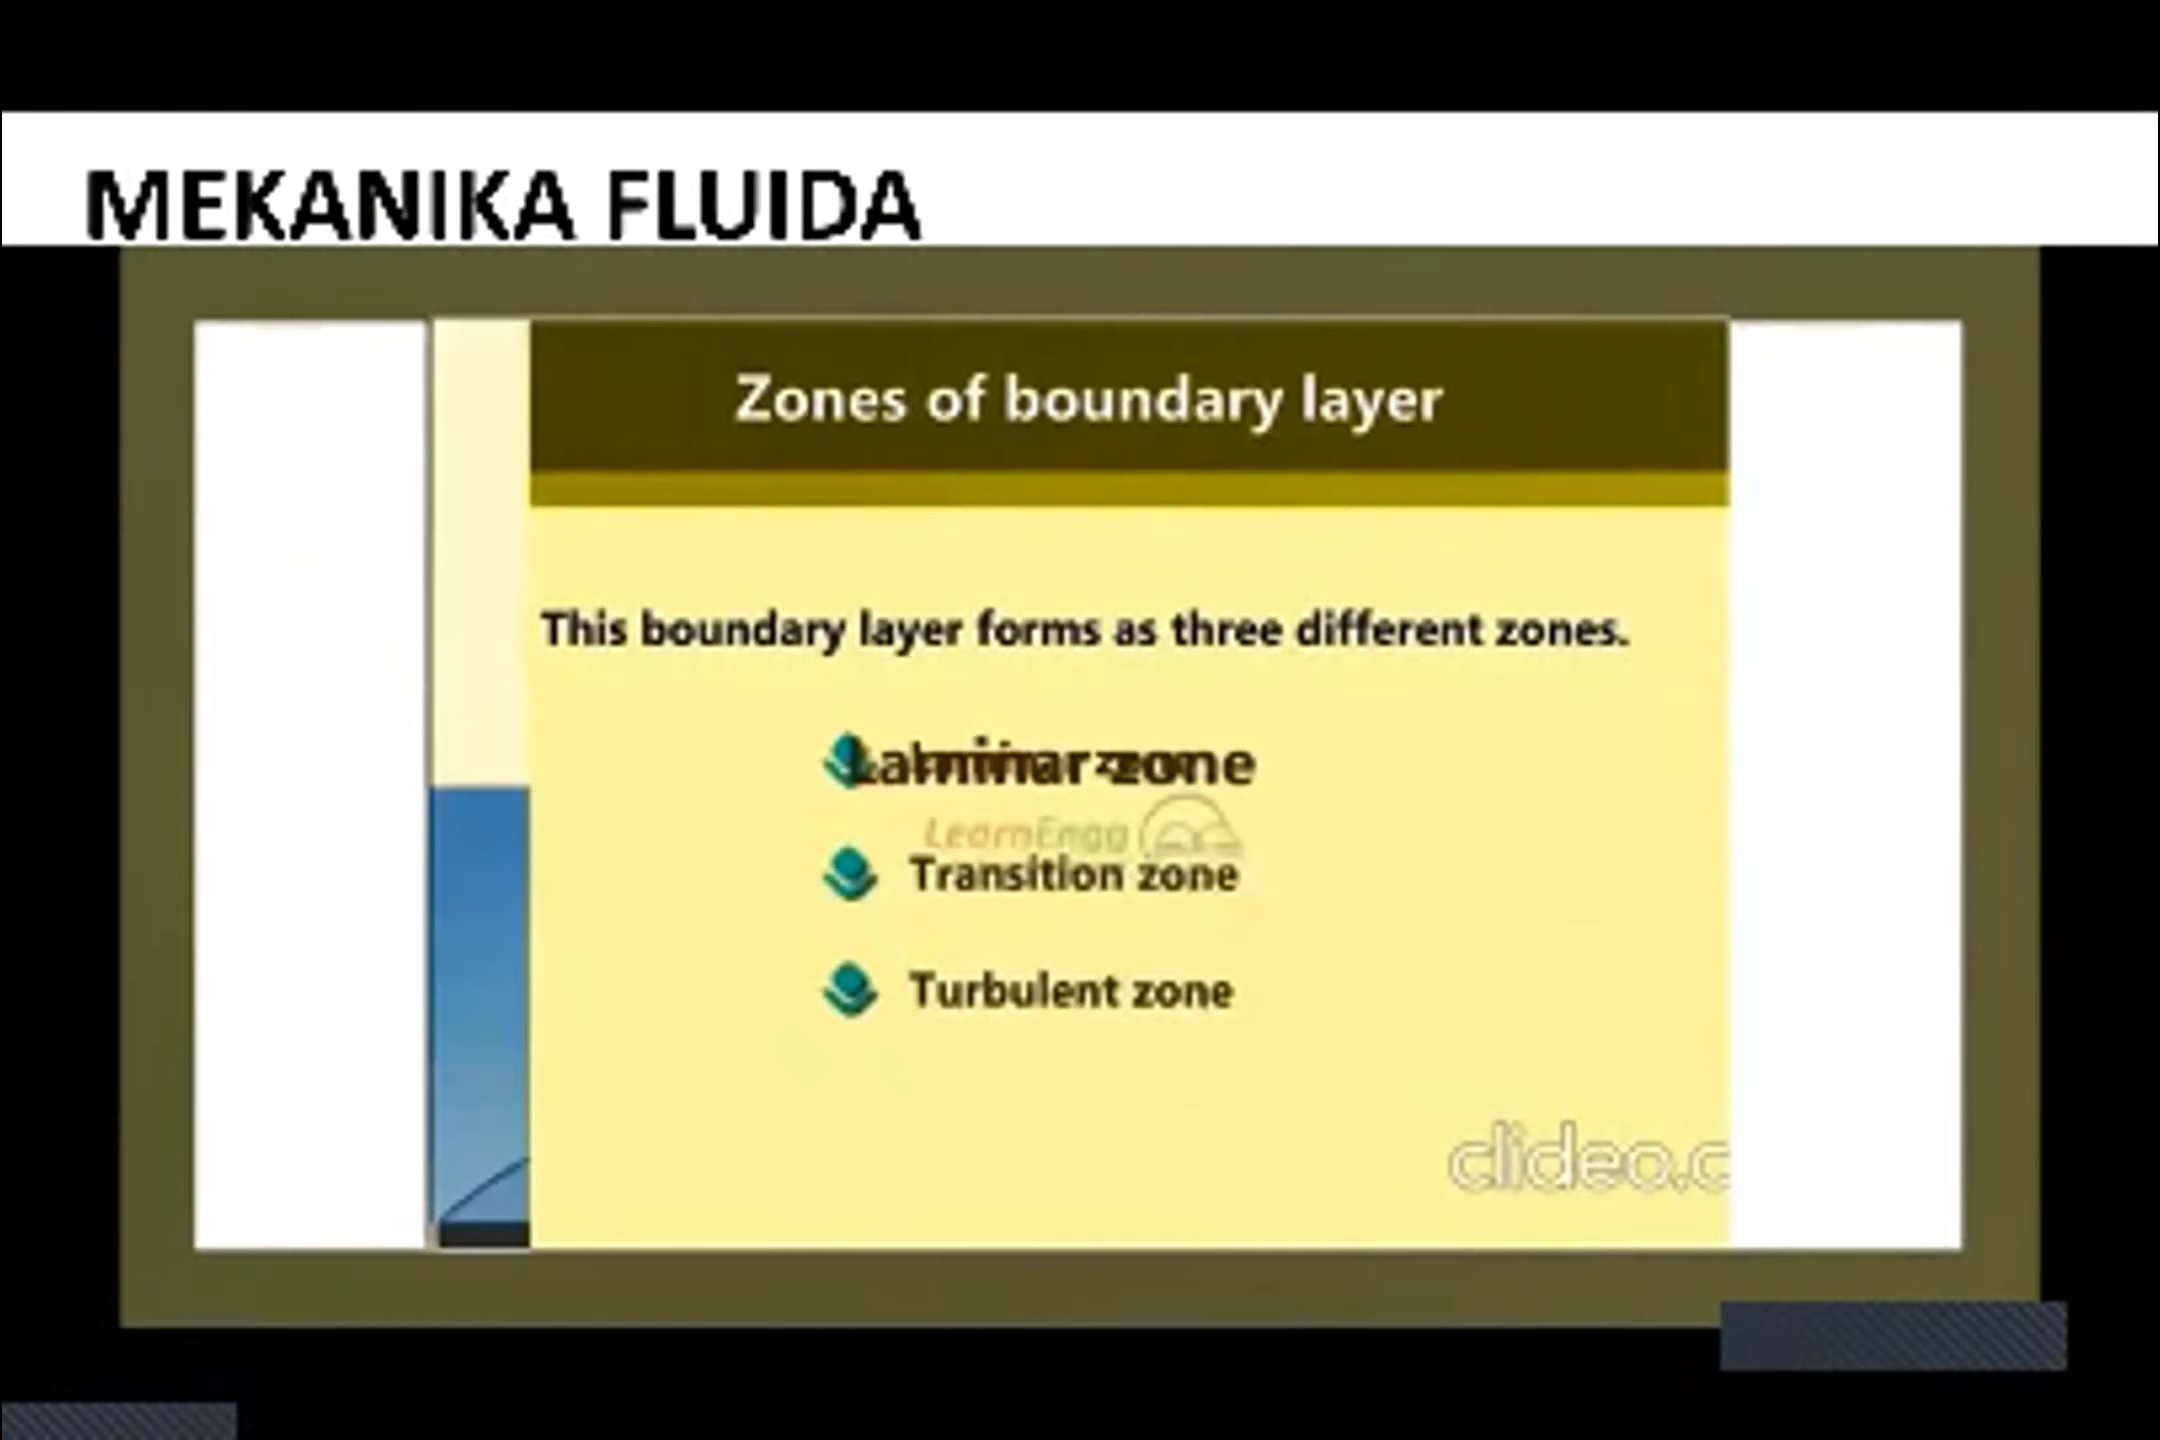 MEKANIKA FLUIDA
Zones of boundary layer
This boundary layer forms as three different zones.
Laminar zone
LearnEngg
Transition zone
Turbulent zone
clideo.c